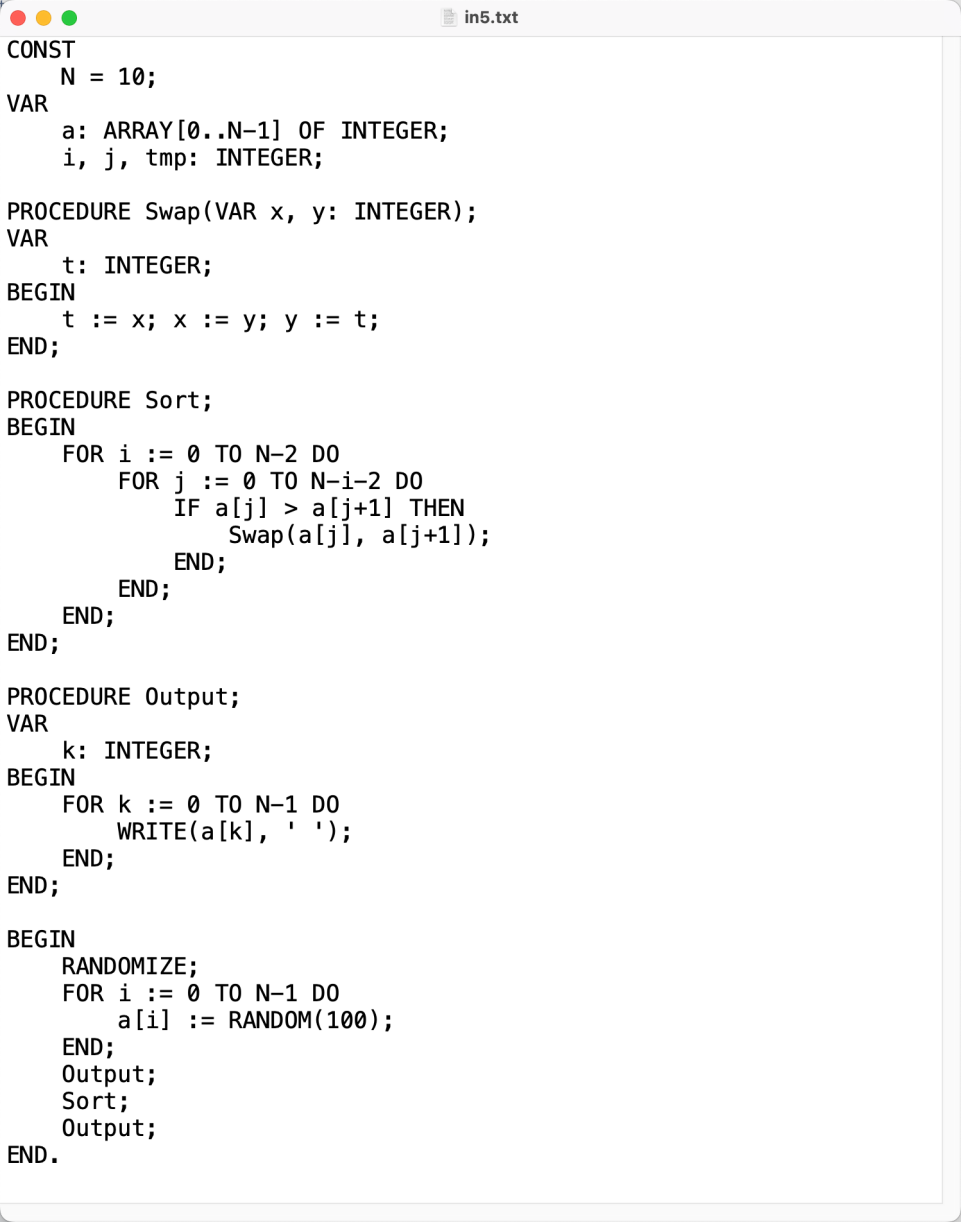 in5.txt
CONST
    N = 10;
VAR
    a: ARRAY[0..N-1] OF INTEGER;
    i, j, tmp: INTEGER;

PROCEDURE Swap(VAR x, y: INTEGER);
VAR
    t: INTEGER;
BEGIN
    t := x; x := y; y := t;
END;

PROCEDURE Sort;
BEGIN
    FOR i := 0 TO N-2 DO
        FOR j := 0 TO N-i-2 DO
            IF a[j] > a[j+1] THEN
                Swap(a[j], a[j+1]);
            END;
        END;
    END;
END;

PROCEDURE Output;
VAR
    k: INTEGER;
BEGIN
    FOR k := 0 TO N-1 DO
        WRITE(a[k], ' ');
    END;
END;

BEGIN
    RANDOMIZE;
    FOR i := 0 TO N-1 DO
        a[i] := RANDOM(100);
    END;
    Output;
    Sort;
    Output;
END.